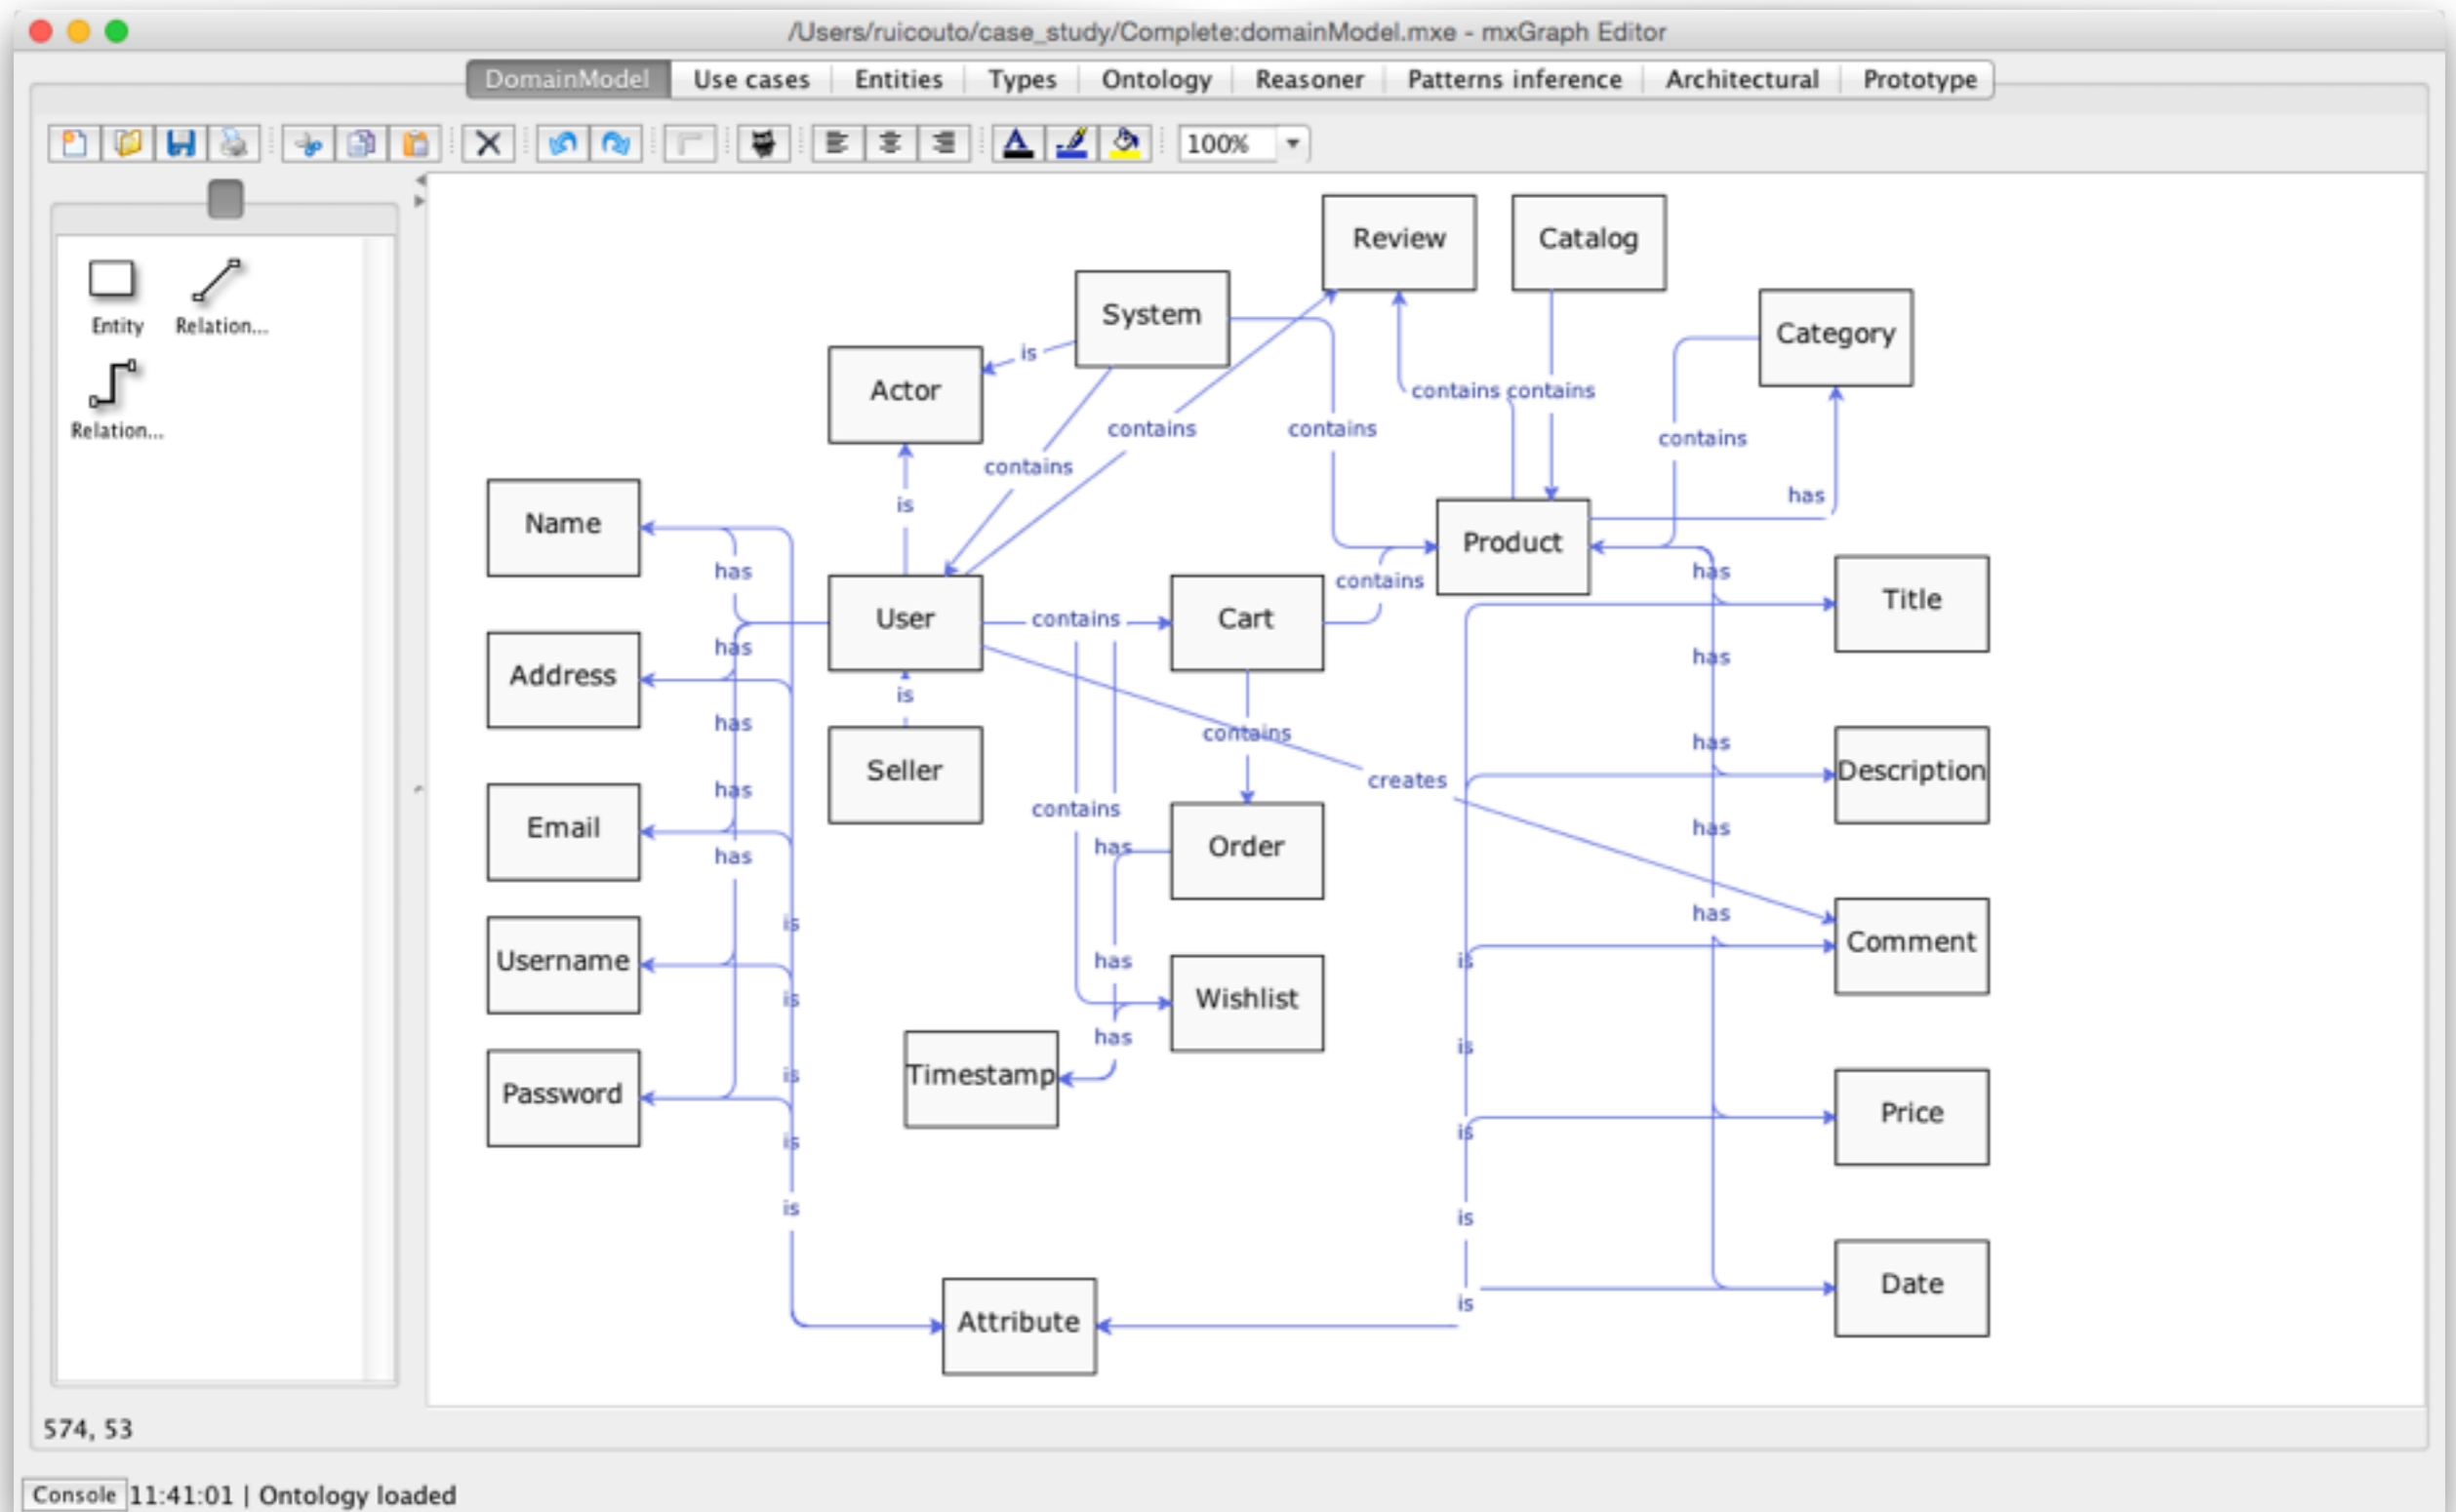 /Users/ruicouto/case_study/Complete:domainModel.mxe - mxGraph Editor
DomainModel Use cases Entities Types Ontology Reasoner Patterns inference Architectural Prototype
100%
Entity Relation...
Relation...
Review Catalog
System
Category
is
Actor
contains contains
contains contains
contains
contains
has
is
Name
Product
has
has
contains
Title
User
contains
Cart
has
has
Address
is
has
contains
has
Description
Seller
creates
has
contains
Email
has
Order
has
has
has
is
Comment
Username
has
is
Wishlist
is
has
is
Timestamp
is
Password
Price
is
is
is
is
Date
is
Attribute
574, 53
Console 11:41:01 | Ontology loaded